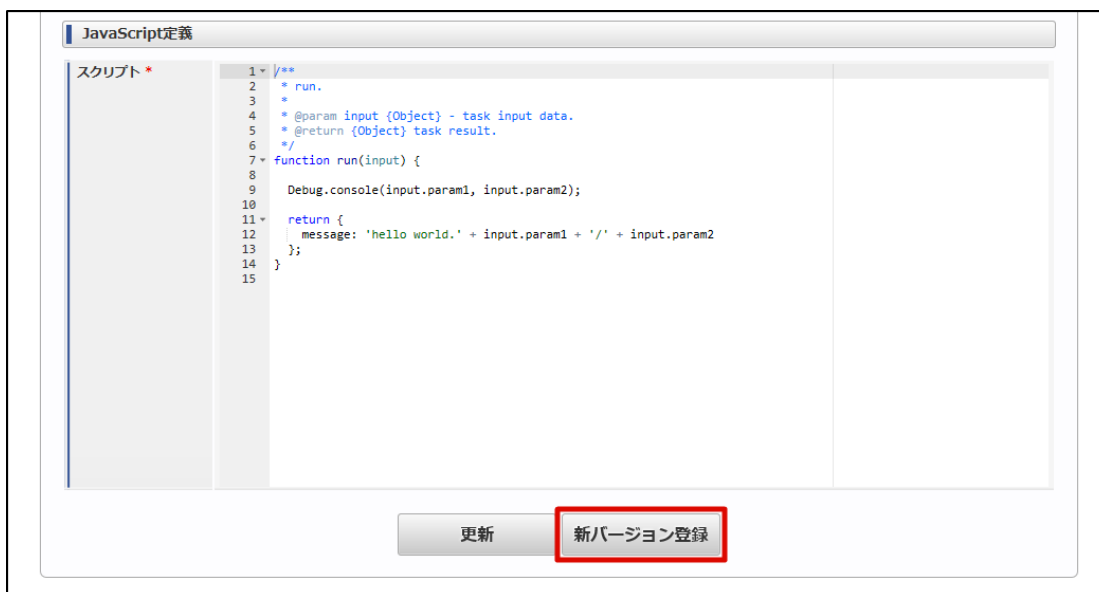 JavaScript定義
スクリプト *
1 /**
2  * run.
3  *
4  * @param input {Object} - task input data.
5  * @return {Object} task result.
6  */
7 function run(input) {
8
9   Debug.console(input.param1, input.param2);
10
11   return {
12     message: 'hello world.' + input.param1 + '/' + input.param2
13   };
14 }
15
更新
新バージョン登録